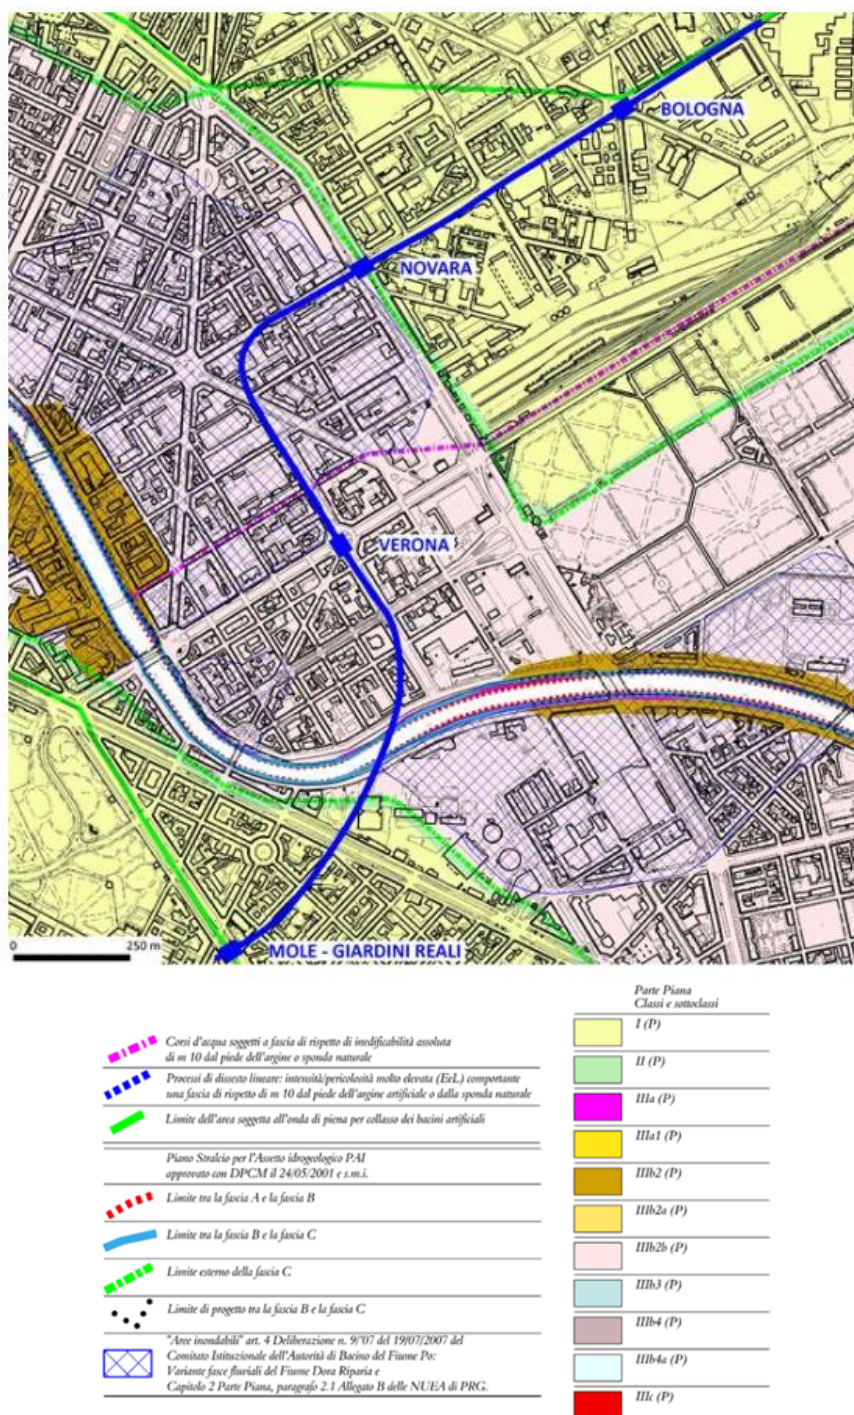 BOLOGNA
NOVARA
VERONA
MOLE - GIARDINI REALI
0 250 m
Parte Piana
Classi e sottoclassi
Corsi d'acqua soggetti a fascia di rispetto di inedificabilità assoluta
di m 10 dal piede dell'argine o sponda naturale
Processi di dissesto lineare: intensità/pericolosità molto elevata (EeL) comportante
una fascia di rispetto di m 10 dal piede dell'argine artificiale o dalla sponda naturale
Limite dell'area soggetta all'onda di piena per collasso dei bacini artificiali
Piano Stralcio per l'Assetto idrogeologico PAI
approvato con DPCM il 24/05/2001 e s.m.i.
Limite tra la fascia A e la fascia B
Limite tra la fascia B e la fascia C
Limite esterno della fascia C
Limite di progetto tra la fascia B e la fascia C
"Aree inondabili" art. 4 Deliberazione n. 9/'07 del 19/07/2007 del
Comitato Istituzionale dell'Autorità di Bacino del Fiume Po:
Variante fasce fluviali del Fiume Dora Riparia e
Capitolo 2 Parte Piana, paragrafo 2.1 Allegato B delle NUEA di PRG.
I (P)
II (P)
IIIa (P)
IIIa1 (P)
IIIb2 (P)
IIIb2a (P)
IIIb2b (P)
IIIb3 (P)
IIIb4 (P)
IIIb4a (P)
IIIc (P)